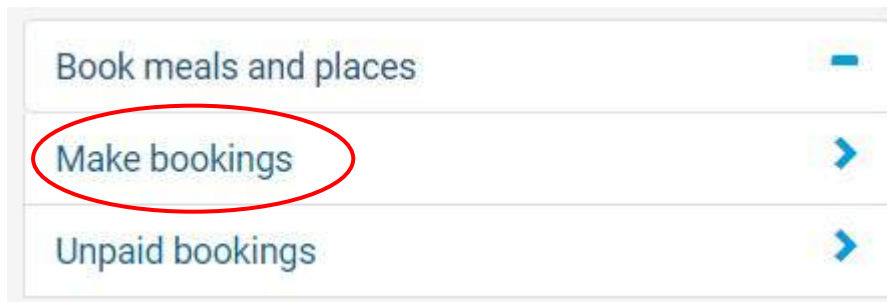 Book meals and places
Make bookings
Unpaid bookings